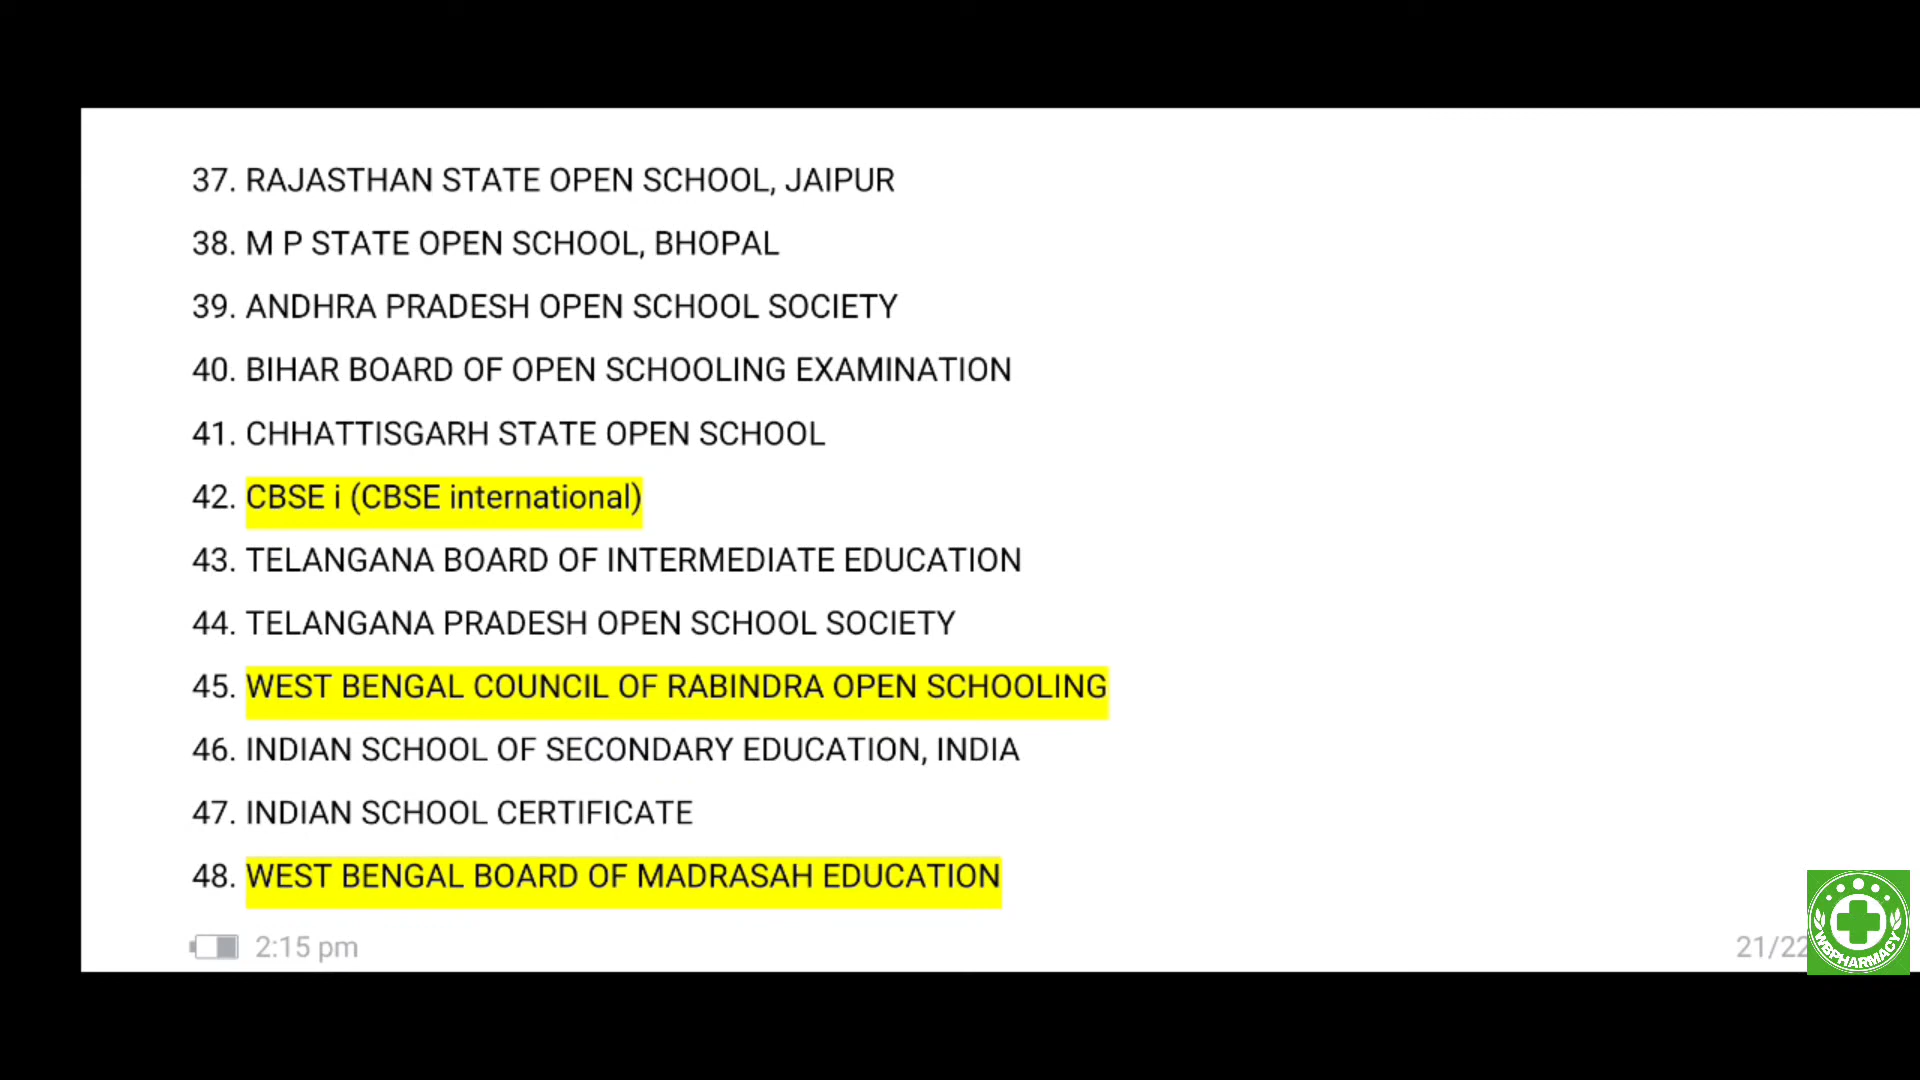 37. RAJASTHAN STATE OPEN SCHOOL, JAIPUR
38. M P STATE OPEN SCHOOL, BHOPAL
39. ANDHRA PRADESH OPEN SCHOOL SOCIETY
40. BIHAR BOARD OF OPEN SCHOOLING EXAMINATION
41. CHHATTISGARH STATE OPEN SCHOOL
42. CBSE i (CBSE international)
43. TELANGANA BOARD OF INTERMEDIATE EDUCATION
44. TELANGANA PRADESH OPEN SCHOOL SOCIETY
45. WEST BENGAL COUNCIL OF RABINDRA OPEN SCHOOLING
46. INDIAN SCHOOL OF SECONDARY EDUCATION, INDIA
47. INDIAN SCHOOL CERTIFICATE
48. WEST BENGAL BOARD OF MADRASAH EDUCATION
2:15 pm
21/22
WBPHARMACY